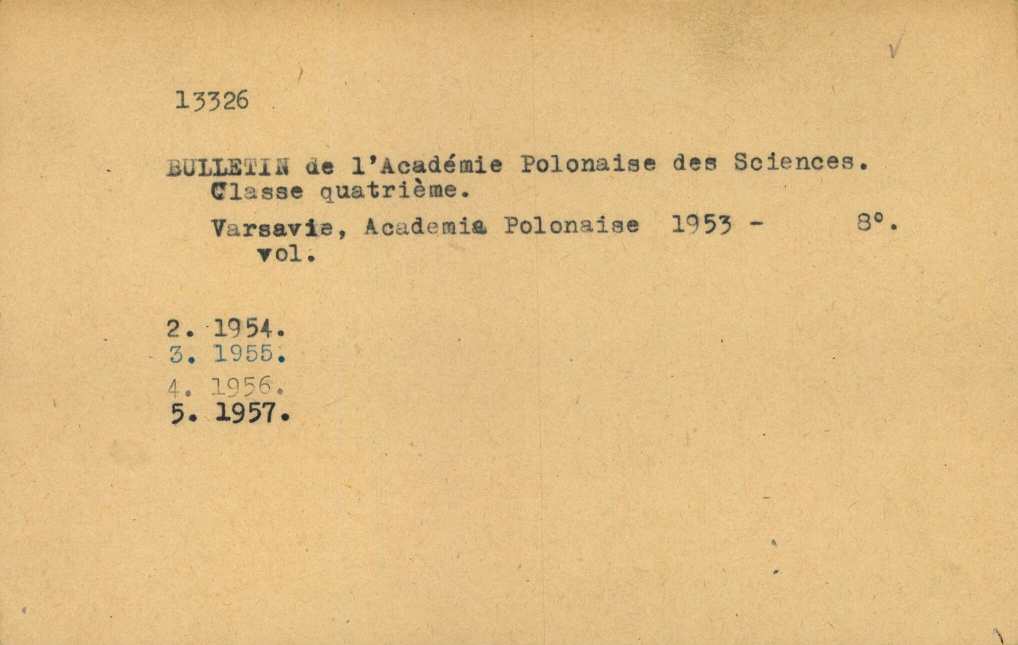 13326
BULLETIN de l'Académie Polonaise des Sciences.
Classe quatrième.
Varsavie, Academia Polonaise 1953 - 8°.
vol.
2. 1954.
3. 1955.
4. 1956.
5. 1957.